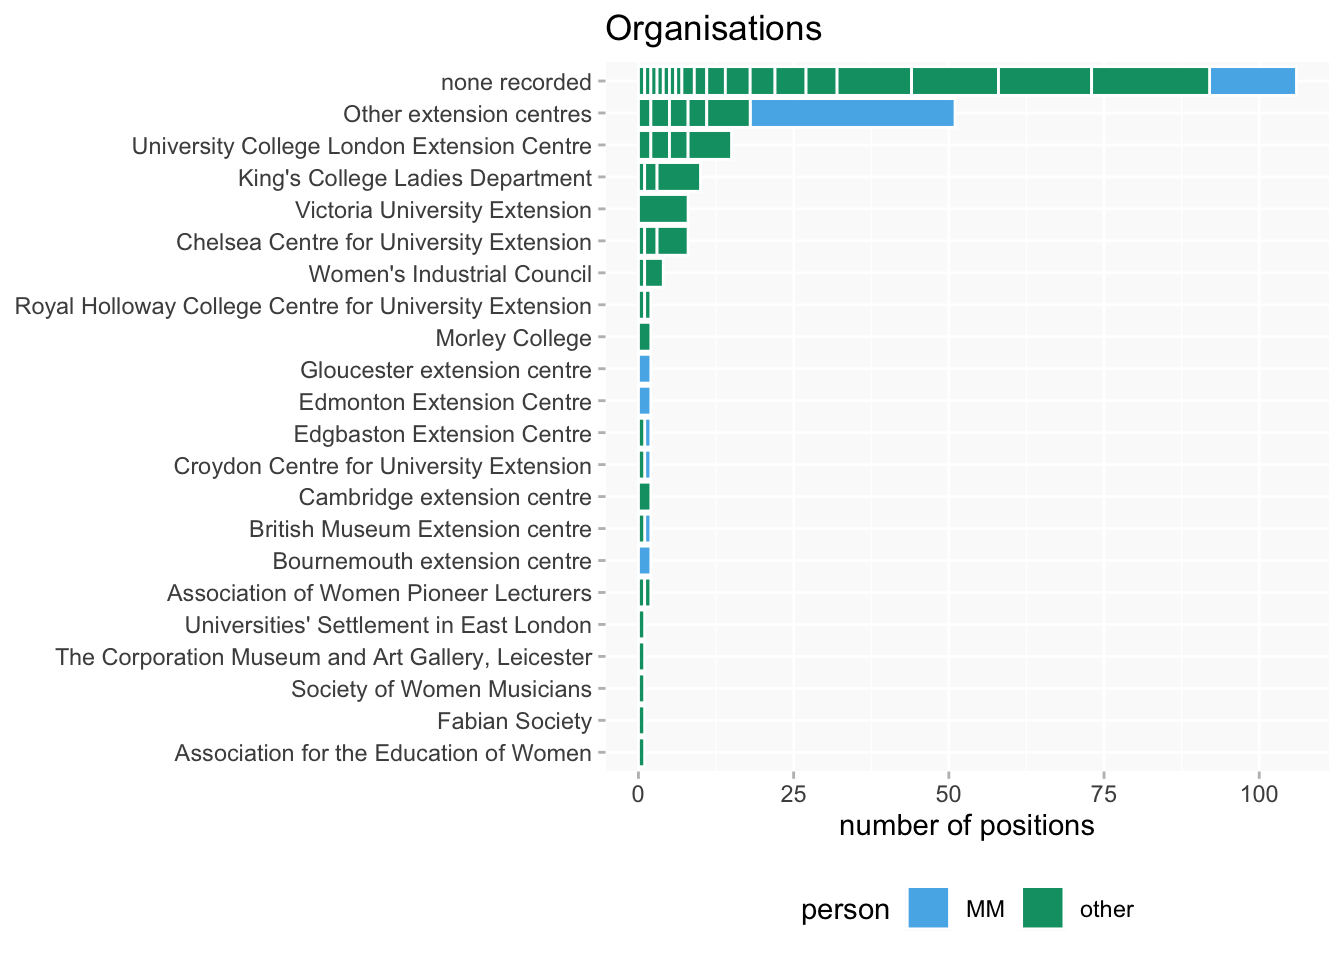 Organisations
none recorded
Other extension centres
University College London Extension Centre
King's College Ladies Department
Victoria University Extension
Chelsea Centre for University Extension
Women's Industrial Council
Royal Holloway College Centre for University Extension
Morley College
Gloucester extension centre
Edmonton Extension Centre
Edgbaston Extension Centre
Croydon Centre for University Extension
Cambridge extension centre
British Museum Extension centre
Bournemouth extension centre
Association of Women Pioneer Lecturers
Universities' Settlement in East London
The Corporation Museum and Art Gallery, Leicester
Society of Women Musicians
Fabian Society
Association for the Education of Women
0 25 50 75 100
number of positions
person MM other